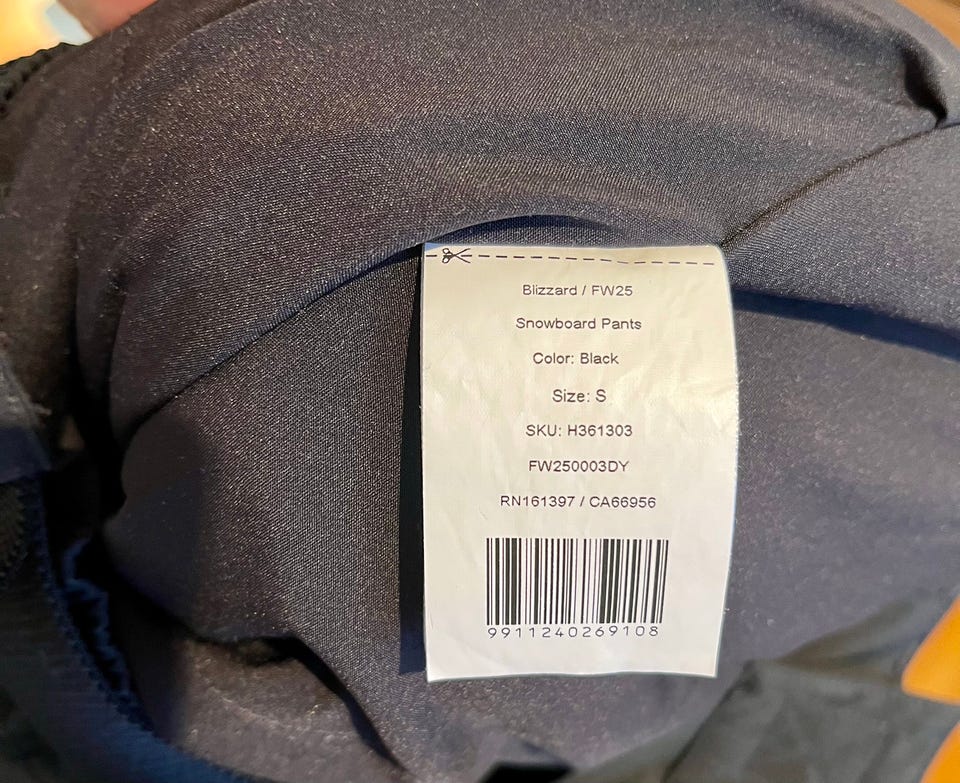 Blizzard / FW25
Snowboard Pants
Color: Black
Size: S
SKU: H361303
FW250003DY
RN161397 / CA66956
9911240269108